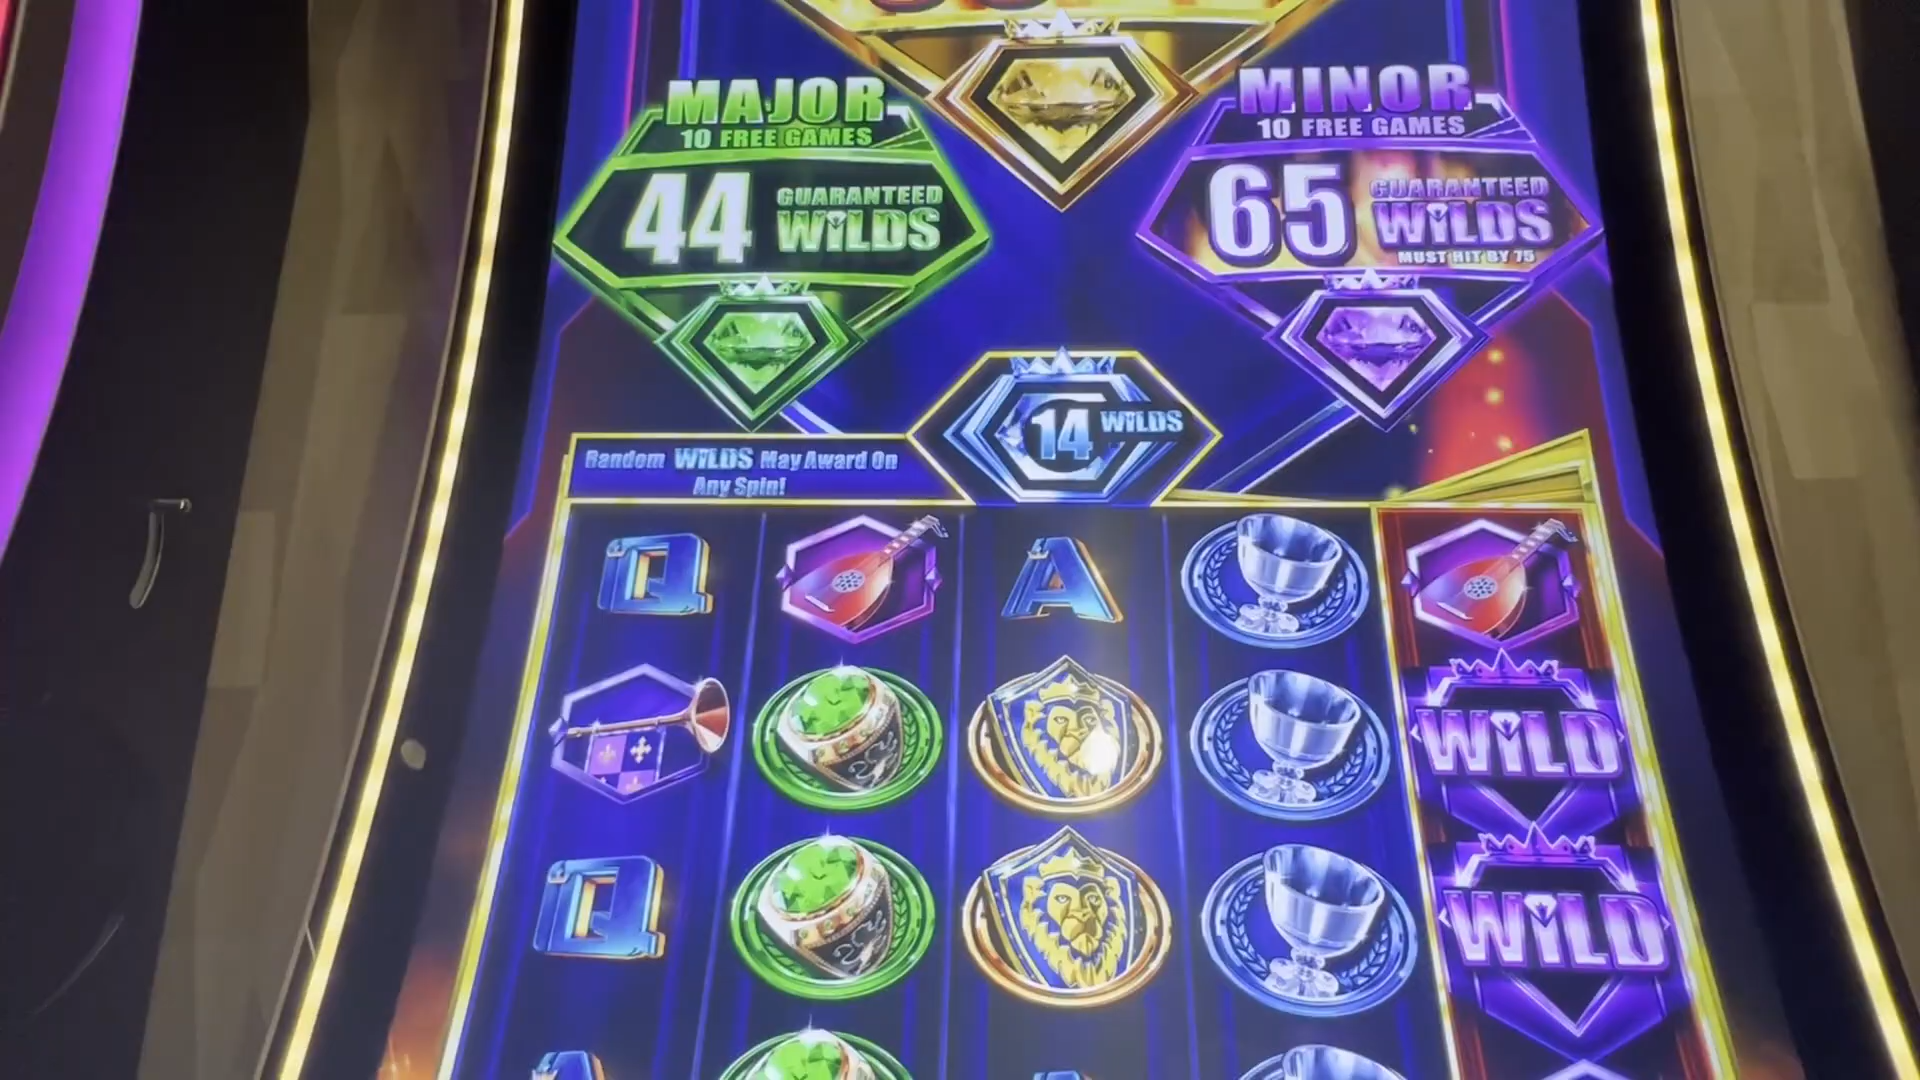 MAJOR
10 FREE GAMES
44 GUARANTEED
WILDS
MINOR
10 FREE GAMES
65 GUARANTEED
WILDS
MUST HIT BY 75
14 WILDS
Random WILDS May Award On
Any Spin!
Q
A
WILD
Q
WILD